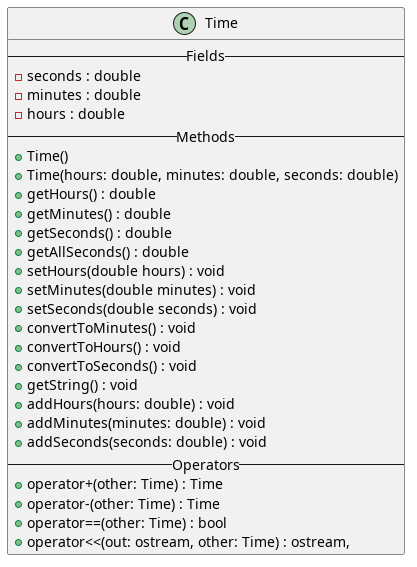 C Time
Fields
seconds : double
minutes : double
hours : double
Methods
Time()
Time(hours: double, minutes: double, seconds: double)
getHours() : double
getMinutes() : double
getSeconds() : double
getAllSeconds() : double
setHours(double hours) : void
setMinutes(double minutes) : void
setSeconds(double seconds) : void
convertToMinutes() : void
convertToHours() : void
convertToSeconds() : void
getString() : void
addHours(hours: double) : void
addMinutes(minutes: double) : void
addSeconds(seconds: double) : void
Operators
operator+(other: Time) : Time
operator-(other: Time) : Time
operator==(other: Time) : bool
operator<<(out: ostream, other: Time) : ostream,